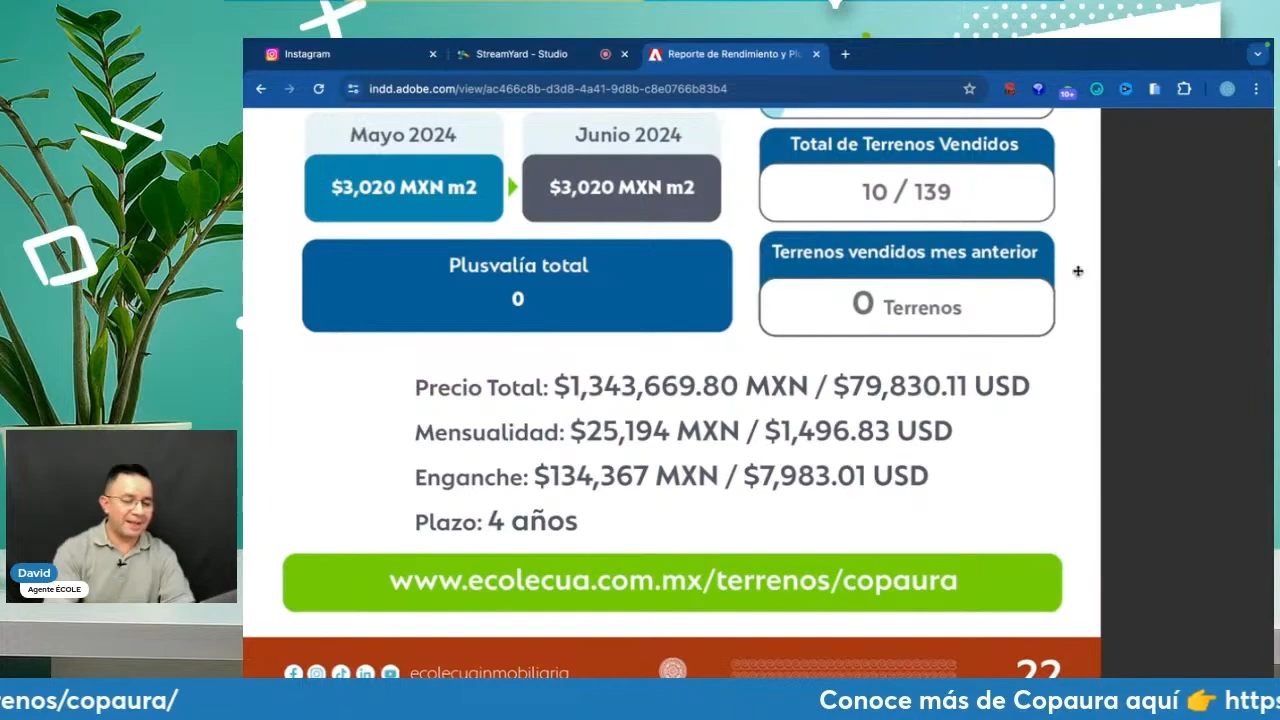 Instagram
StreamYard - Studio
Reporte de Rendimiento y Pl
indd.adobe.com/view/ac466c8b-d3d8-4a41-9d8b-c8e0766b83b4
10+
Mayo 2024
Junio 2024
$3,020 MXN m2
$3,020 MXN m2
Total de Terrenos Vendidos
10 / 139
Plusvalía total
0
Terrenos vendidos mes anterior
0 Terrenos
Precio Total: $1,343,669.80 MXN / $79,830.11 USD
Mensualidad: $25,194 MXN / $1,496.83 USD
Enganche: $134,367 MXN / $7,983.01 USD
Plazo: 4 años
www.ecolecua.com.mx/terrenos/copaura
ecolecuainmobiliaria
22
David
Agente ÉCOLE
renos/copaura/
Conoce más de Copaura aquí 👉 https